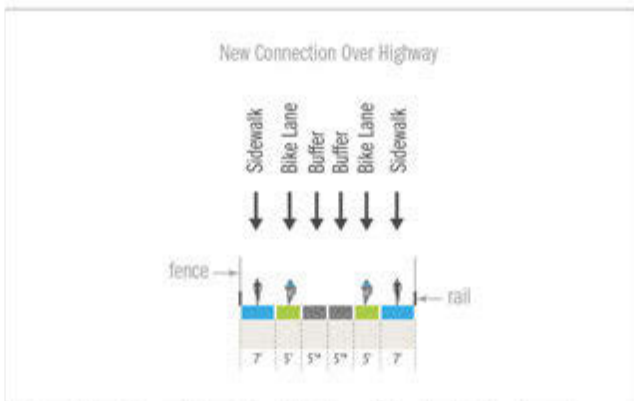 New Connection Over Highway
Sidewalk
Bike Lane
Buffer
Buffer
Bike Lane
Sidewalk
fence
rail
7' 5' 5'* 5'* 5' 7'